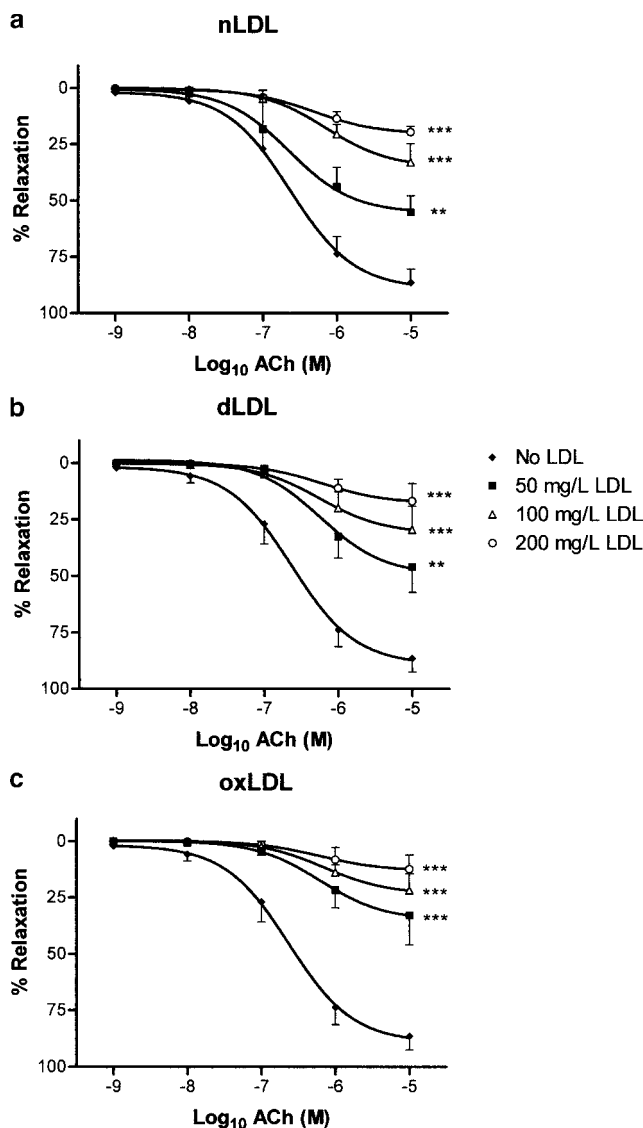 a
nLDL
0
25
50
75
100
% Relaxation
***
***
**
-9 -8 -7 -6 -5
Log10 ACh (M)
b
dLDL
0
25
50
75
100
% Relaxation
***
***
**
-9 -8 -7 -6 -5
Log10 ACh (M)
No LDL
50 mg/L LDL
100 mg/L LDL
200 mg/L LDL
c
oxLDL
0
25
50
75
100
% Relaxation
***
***
***
-9 -8 -7 -6 -5
Log10 ACh (M)